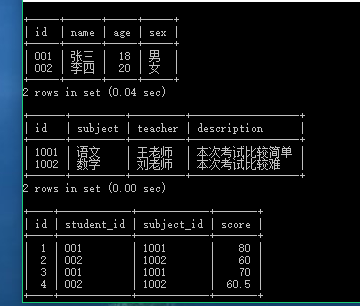 | id | name | age | sex |
| 001 | 张三 | 18 | 男 |
| 002 | 李四 | 20 | 女 |
2 rows in set (0.04 sec)
| id | subject | teacher | description |
| 1001 | 语文 | 王老师 | 本次考试比较简单 |
| 1002 | 数学 | 刘老师 | 本次考试比较难 |
2 rows in set (0.00 sec)
| id | student_id | subject_id | score |
| 1 | 001 | 1001 | 80 |
| 2 | 002 | 1002 | 60 |
| 3 | 001 | 1001 | 70 |
| 4 | 002 | 1002 | 60.5 |